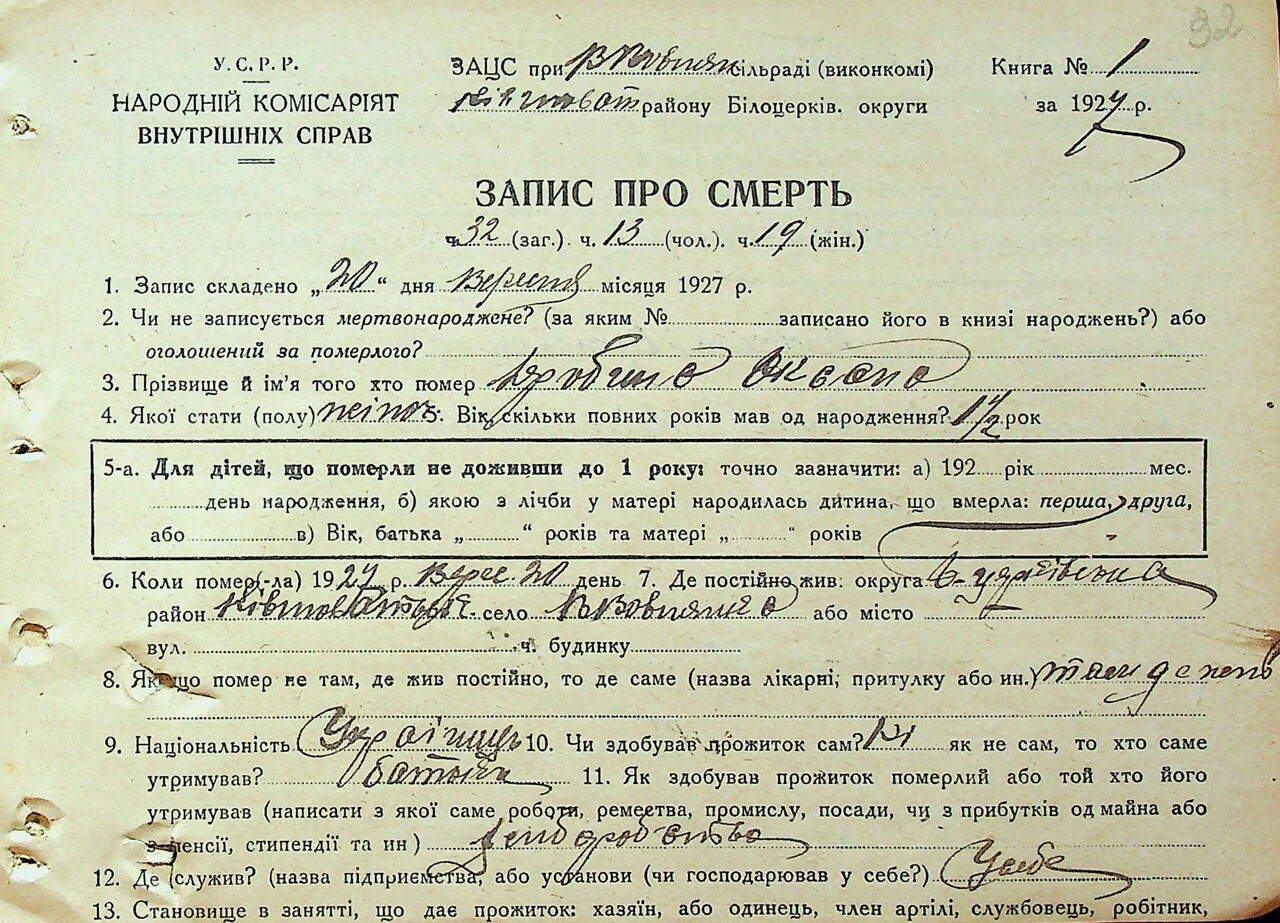 92
У.С.Р.Р.
НАРОДНІЙ КОМІСАРІЯТ
ВНУТРІШНІХ СПРАВ
ЗАЦС при сільраді (виконкомі)
району Білоцерків. округи
Книга № 1
за 1927 р.
ЗАПИС ПРО СМЕРТЬ
ч. 32 (заг.). ч. 13 (чол.). ч. 19 (жін.)
1. Запис складено „20“ дня Вересня місяця 1927 р.
2. Чи не записується мертвонароджене? (за яким № записано його в книзі народжень?) або
оголошений за померлого?
3. Прізвище й ім'я того хто помер Оксана
4. Якої стати (полу) жіноч 5. Вік, скільки повних років мав од народження? 1 1/2 рок
5-а. Для дітей, що померли не доживши до 1 року: точно зазначити: а) 192 рік мес.
день народження, б) якою з лічби у матері народилась дитина, що вмерла: перша, друга,
або в) Вік, батька „ “ років та матері „ “ років
6. Коли помер(-ла) 1927 р. Верес. 20 день 7. Де постійно жив: округа Б-Церківська
район село або місто
вул. ч. будинку
8. Якщо помер не там, де жив постійно, то де саме (назва лікарні, притулку або ин.)
9. Національність Українець 10. Чи здобував прожиток сам? Ні як не сам, то хто саме
утримував? батько 11. Як здобував прожиток померлий або той хто його
утримував (написати з якої саме роботи, ремества, промислу, посади, чи з прибутків од майна або
з пенсії, стипендії та ин)
12. Де (служив? (назва підприємства, або установи (чи господарював у себе?) У себе
13. Становище в занятті, що дає прожиток: хазяїн, або одинець, член артілі, службовець, робітник,